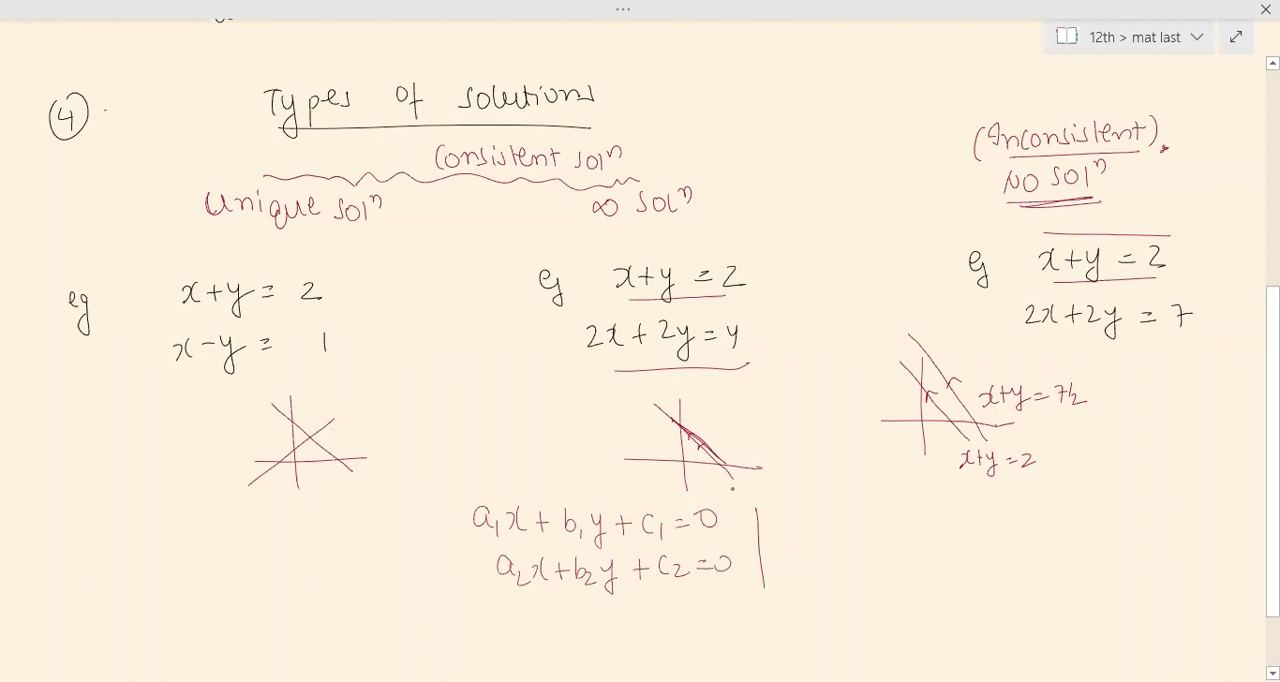 12th > mat last
④ Types of solutions
(Inconsistent).
Consistent solⁿ
NO solⁿ
unique solⁿ
∞ solⁿ
eg
x+y = 2
x-y = 1
eg
x+y = 2
2x + 2y = 4
eg
x+y = 2
2x+2y = 7
x+y = 7/2
x+y = 2
a₁x + b₁y + c₁ = 0
a₂x + b₂y + c₂ = 0